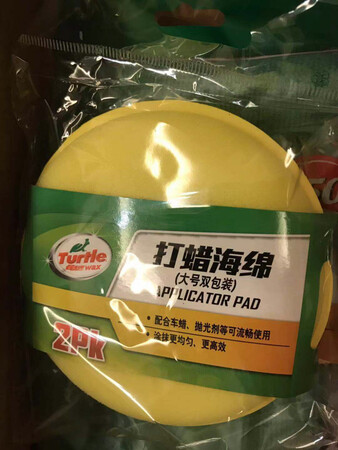 Turtle
wax
打蜡海绵
(大号双包装)
APPLICATOR PAD
· 配合车蜡、抛光剂等可流畅使用
· 涂抹更均匀、更高效
2Pk